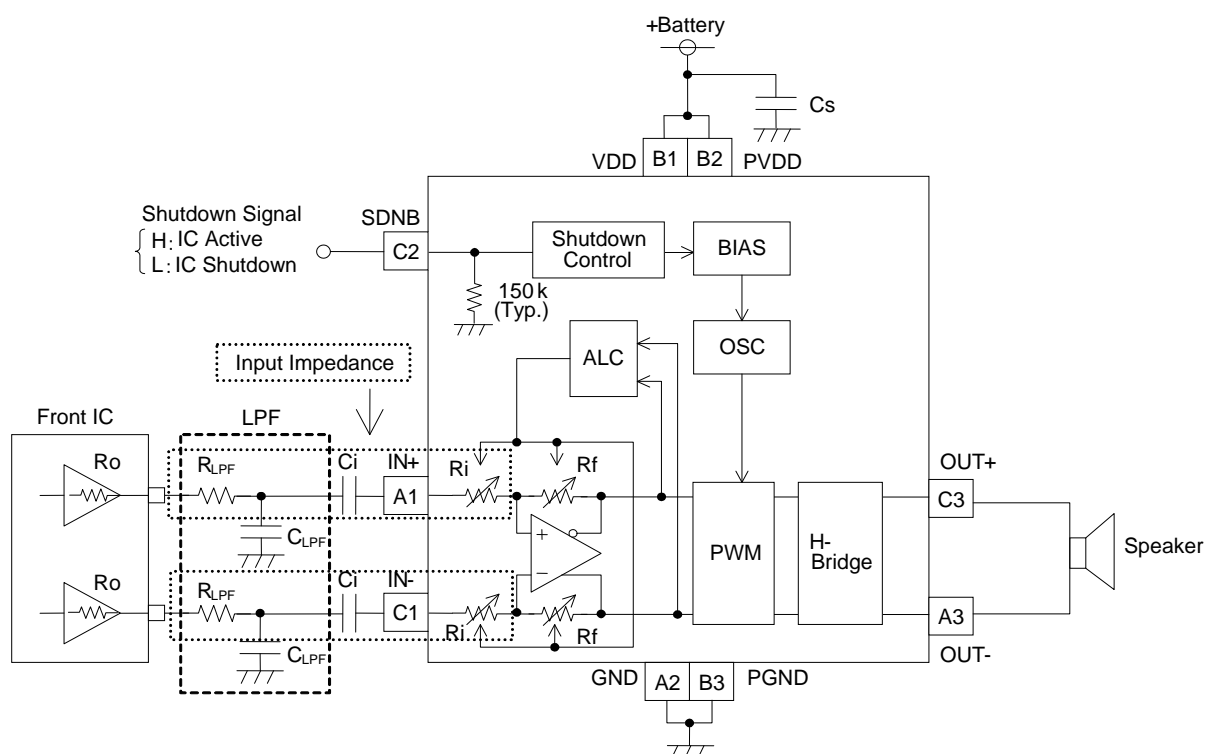 +Battery
Cs
VDD B1 B2 PVDD
Shutdown Signal
H: IC Active
L: IC Shutdown
SDNB
C2
Shutdown
Control
BIAS
150k
(Typ.)
OSC
ALC
Input Impedance
Front IC
LPF
Ro
RLPF
Ci
IN+
A1
Ri
Rf
CLPF
+
-
PWM
H-
Bridge
OUT+
C3
Speaker
Ro
RLPF
Ci
IN-
C1
Ri
Rf
CLPF
A3
OUT-
GND A2 B3 PGND